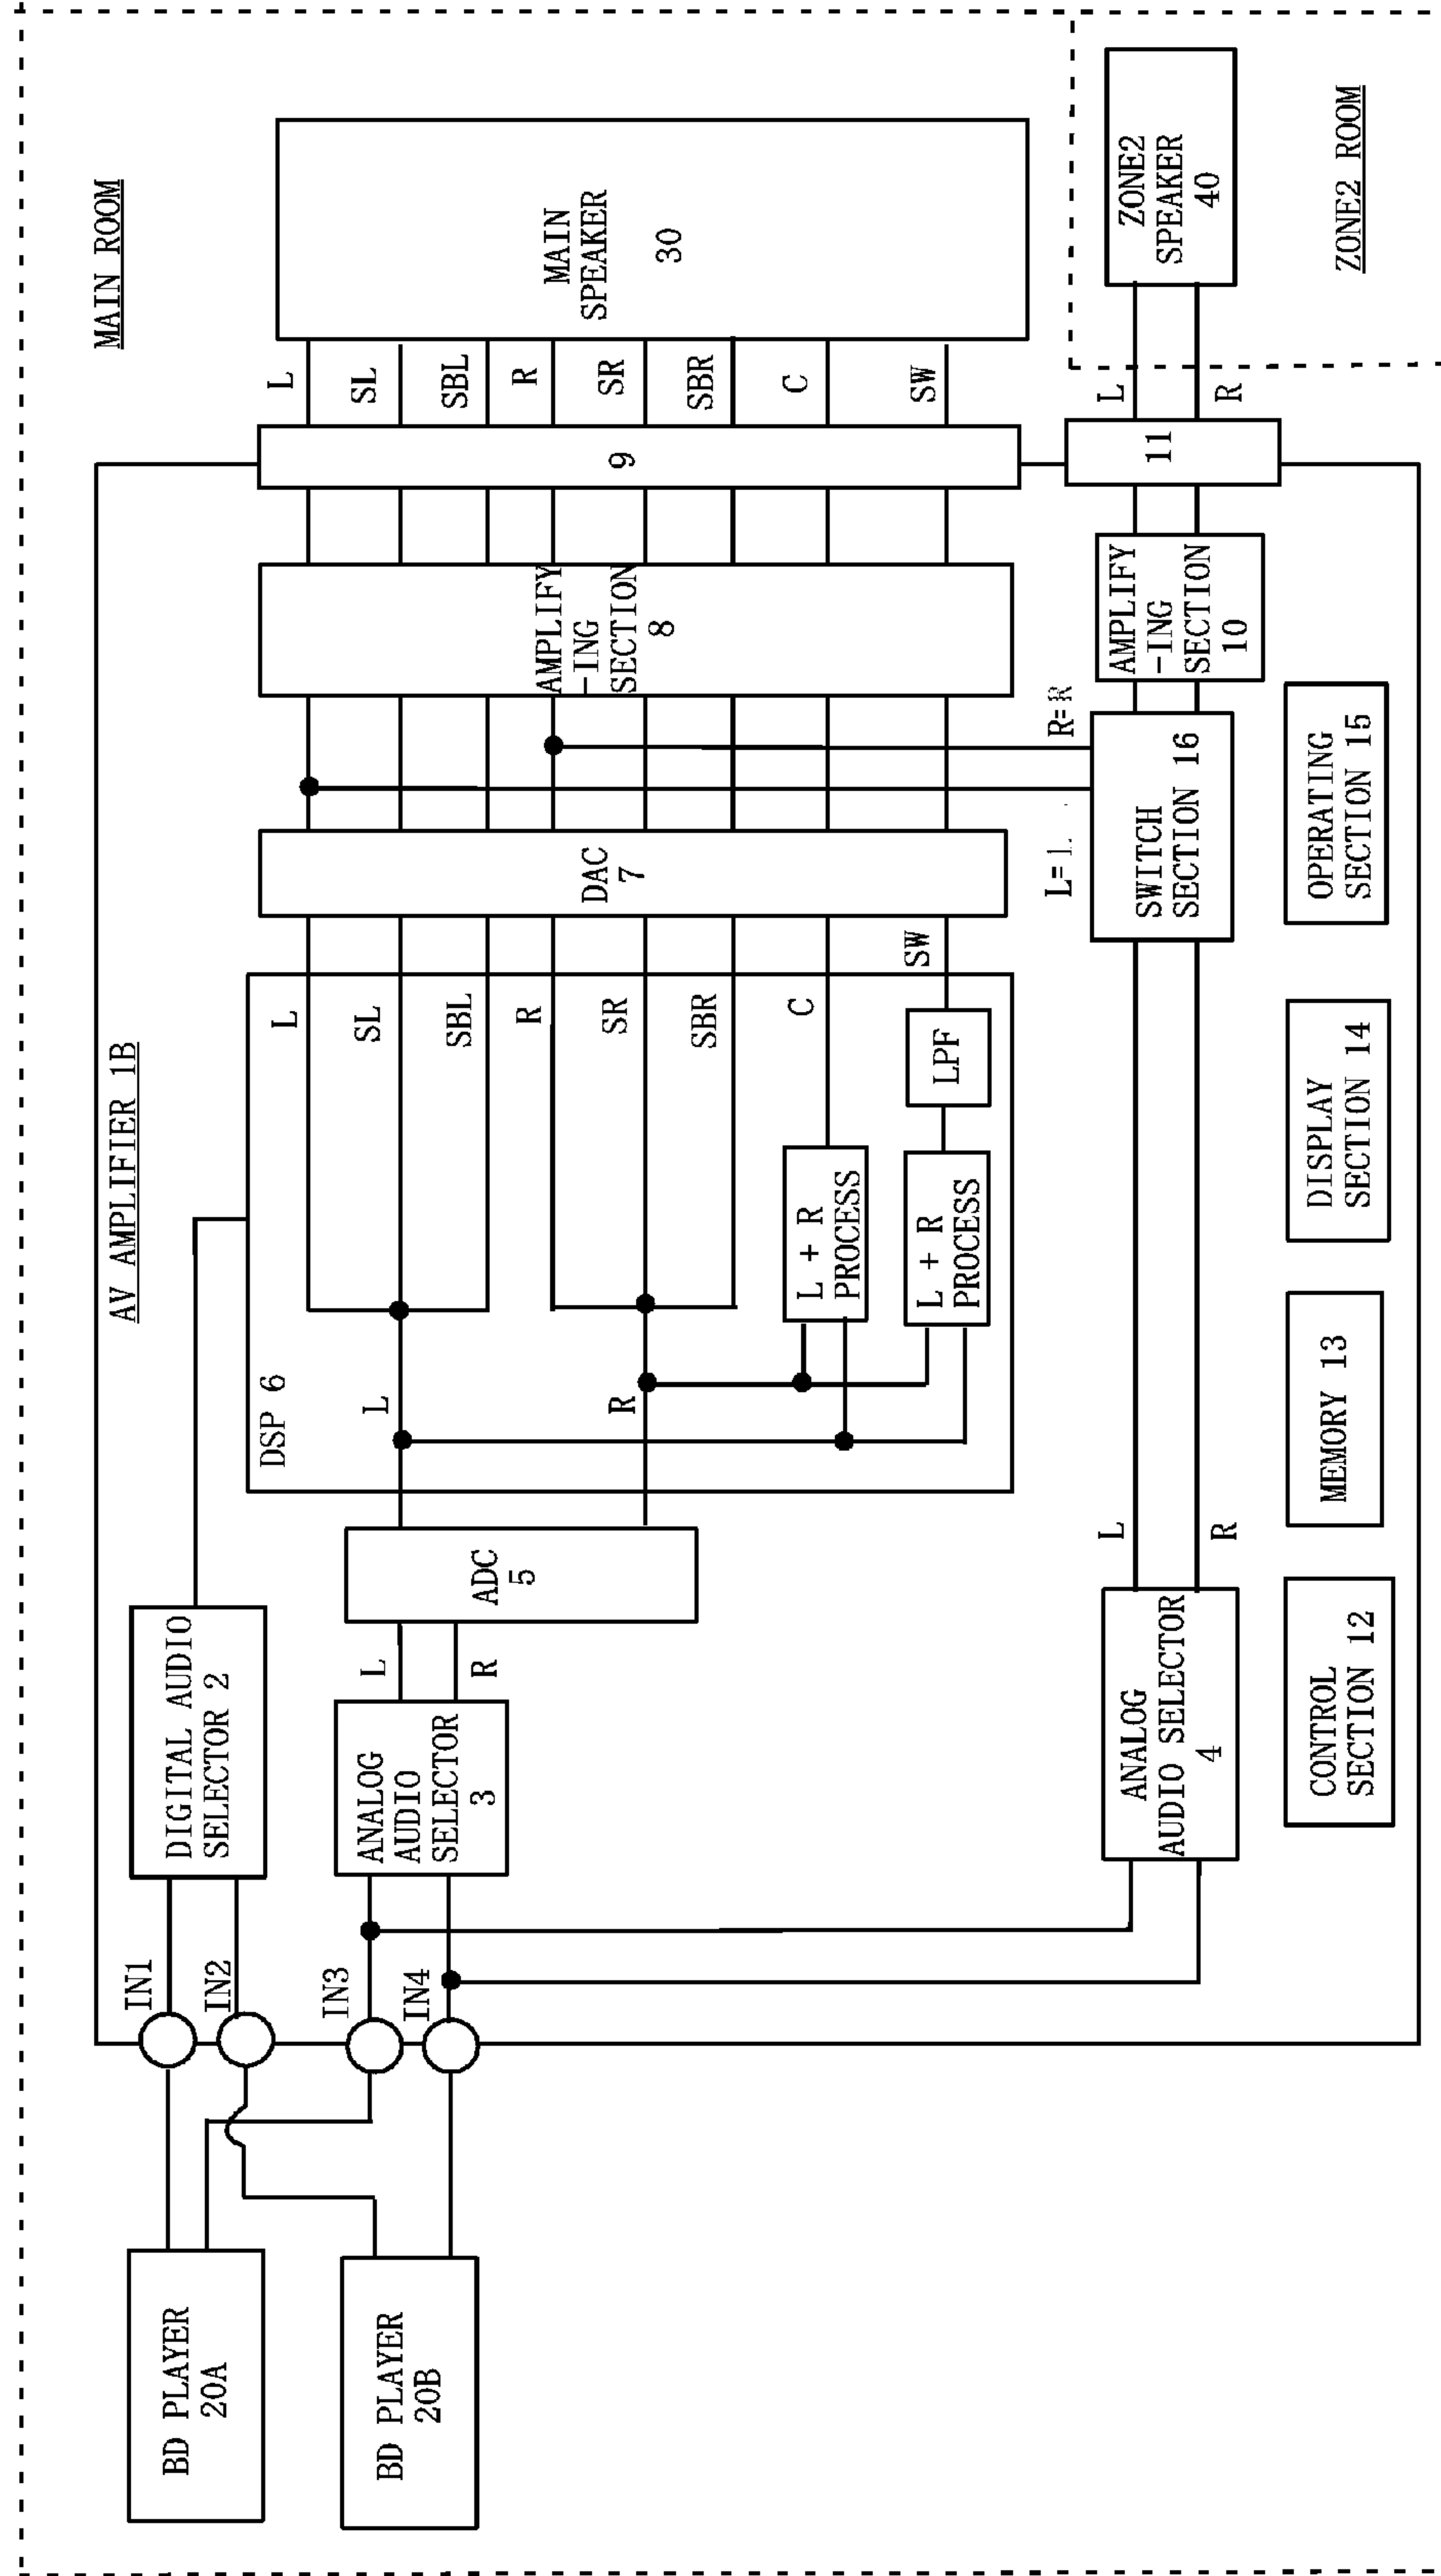 MAIN ROOM
AV AMPLIFIER 1B
BD PLAYER
20A
BD PLAYER
20B
IN1
IN2
IN3
IN4
DIGITAL AUDIO
SELECTOR 2
ANALOG
AUDIO
SELECTOR
3
L
R
ADC
5
DSP 6
L
R
L
SL
SBL
R
SR
SBR
C
SW
L + R
PROCESS
L + R
PROCESS
LPF
DAC
7
AMPLIFY
-ING
SECTION
8
9
L
SL
SBL
R
SR
SBR
C
SW
MAIN
SPEAKER
30
ANALOG
AUDIO SELECTOR
4
L
R
L=
R=R
SWITCH
SECTION 16
AMPLIFY
-ING
SECTION
10
11
L
R
ZONE2
SPEAKER
40
ZONE2 ROOM
CONTROL
SECTION 12
MEMORY 13
DISPLAY
SECTION 14
OPERATING
SECTION 15